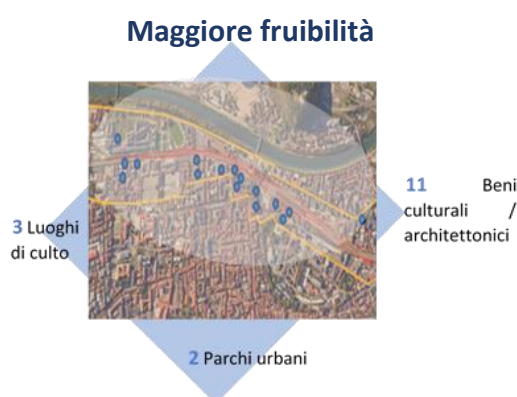 Maggiore fruibilità
11 Beni
culturali /
architettonici
3 Luoghi
di culto
2 Parchi urbani